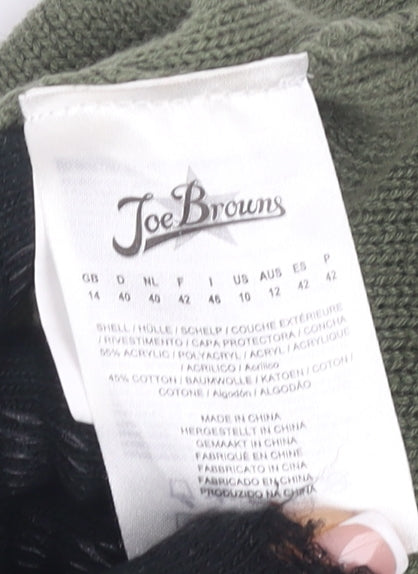 Joe Browns
GB D NL F I US AUS ES P
14 40 40 42 46 10 12 42 42
SHELL / HÜLLE / SCHELP / COUCHE EXTÉRIEURE
/ RIVESTIMENTO / CAPA PROTECTORA / CONCHA
55% ACRYLIC / POLYACRYL / ACRYL / ACRYLIQUE
/ ACRILICO / Acrílico
45% COTTON / BAUMWOLLE / KATOEN / COTON /
COTONE / Algodón / ALGODÃO
MADE IN CHINA
HERGESTELLT IN CHINA
GEMAAKT IN CHINA
FABRIQUÉ EN CHINE
FABBRICATO IN CINA
FABRICADO EN CHINA
PRODUZIDO NA CHINA